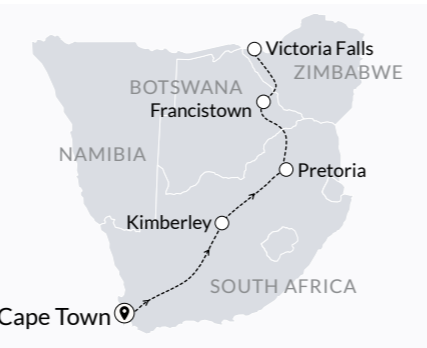 Victoria Falls
ZIMBABWE
BOTSWANA
Francistown
NAMIBIA
Pretoria
Kimberley
SOUTH AFRICA
Cape Town